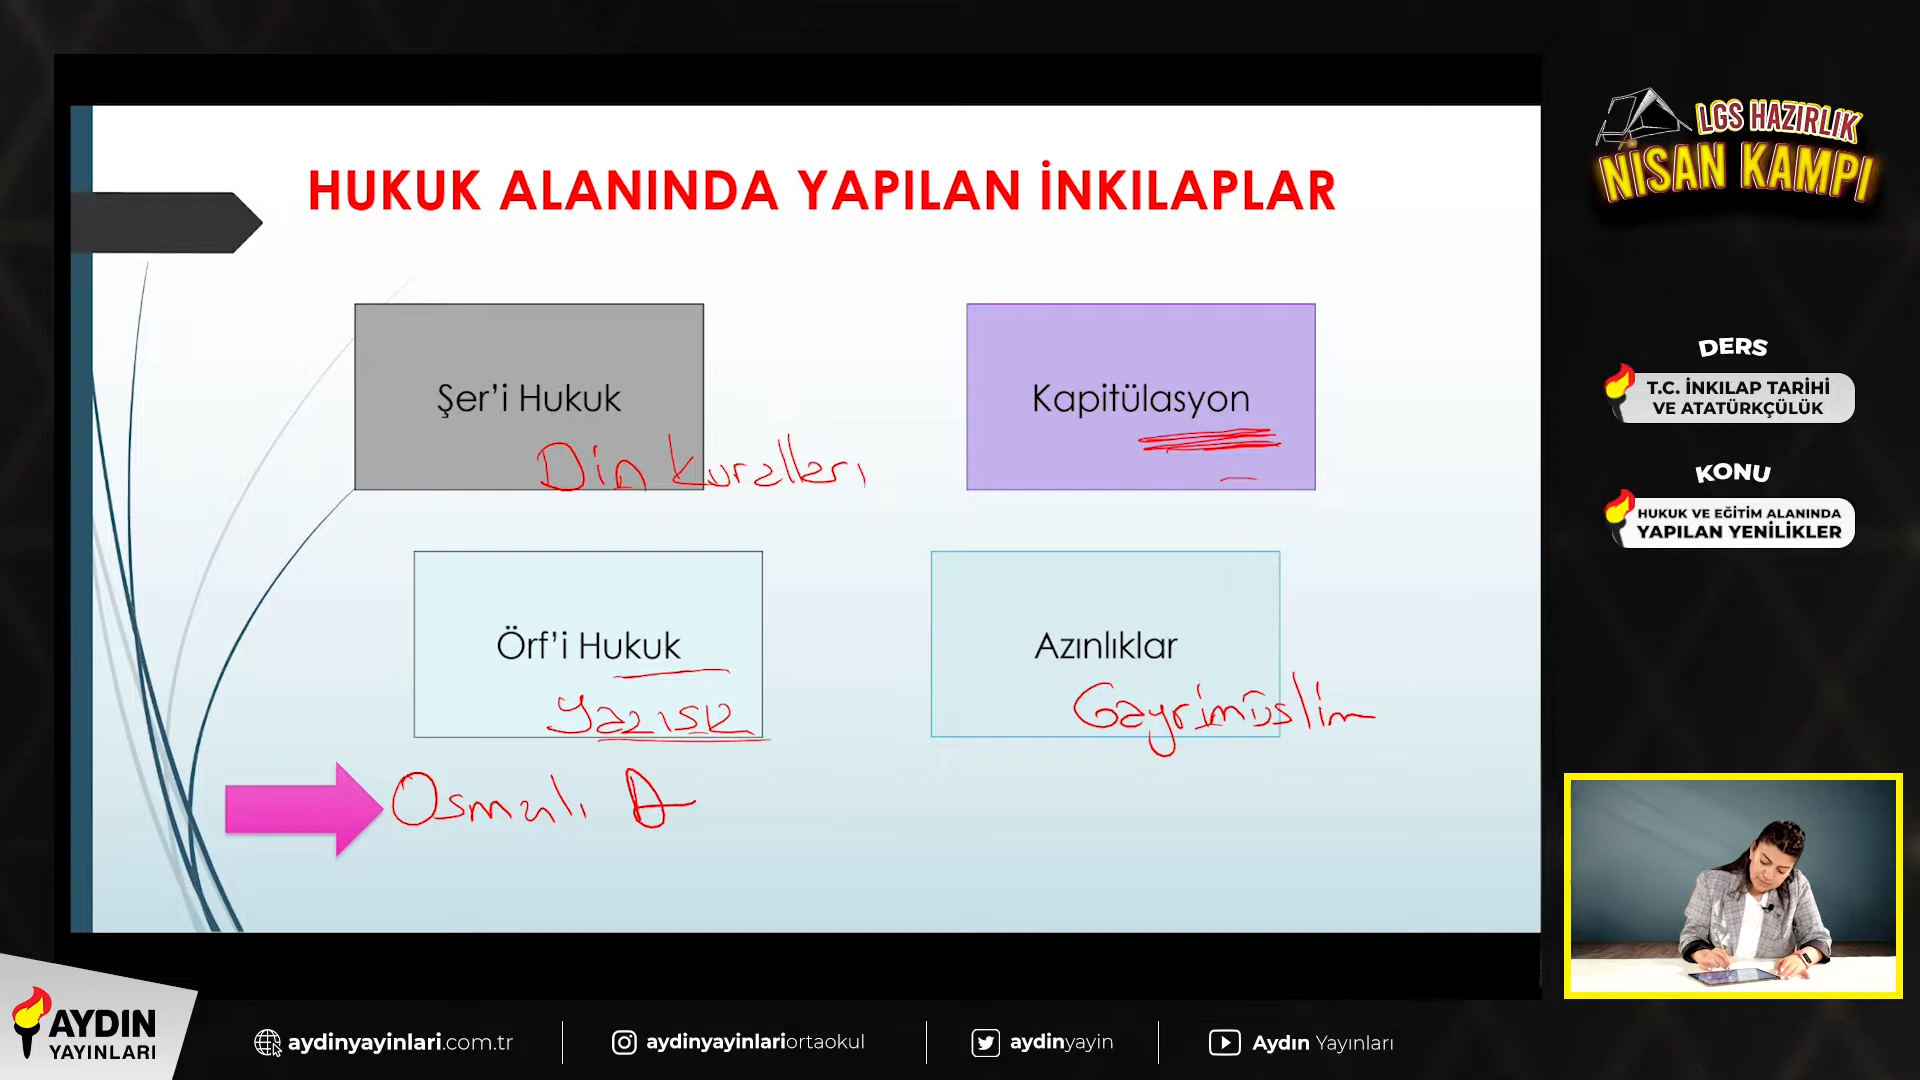 HUKUK ALANINDA YAPILAN İNKILAPLAR
Şer'i Hukuk
Din kuralları
Kapitülasyon
Örf'i Hukuk
Azınlıklar
Gayrimüslim
Osmanlı D
LGS HAZIRLIK
NİSAN KAMPI
DERS
T.C. İNKILAP TARİHİ
VE ATATÜRKÇÜLÜK
KONU
HUKUK VE EĞİTİM ALANINDA
YAPILAN YENİLİKLER
AYDIN
YAYINLARI
aydinyayinlari.com.tr
aydinyayinlariortaokul
aydinyayin
Aydın Yayınları